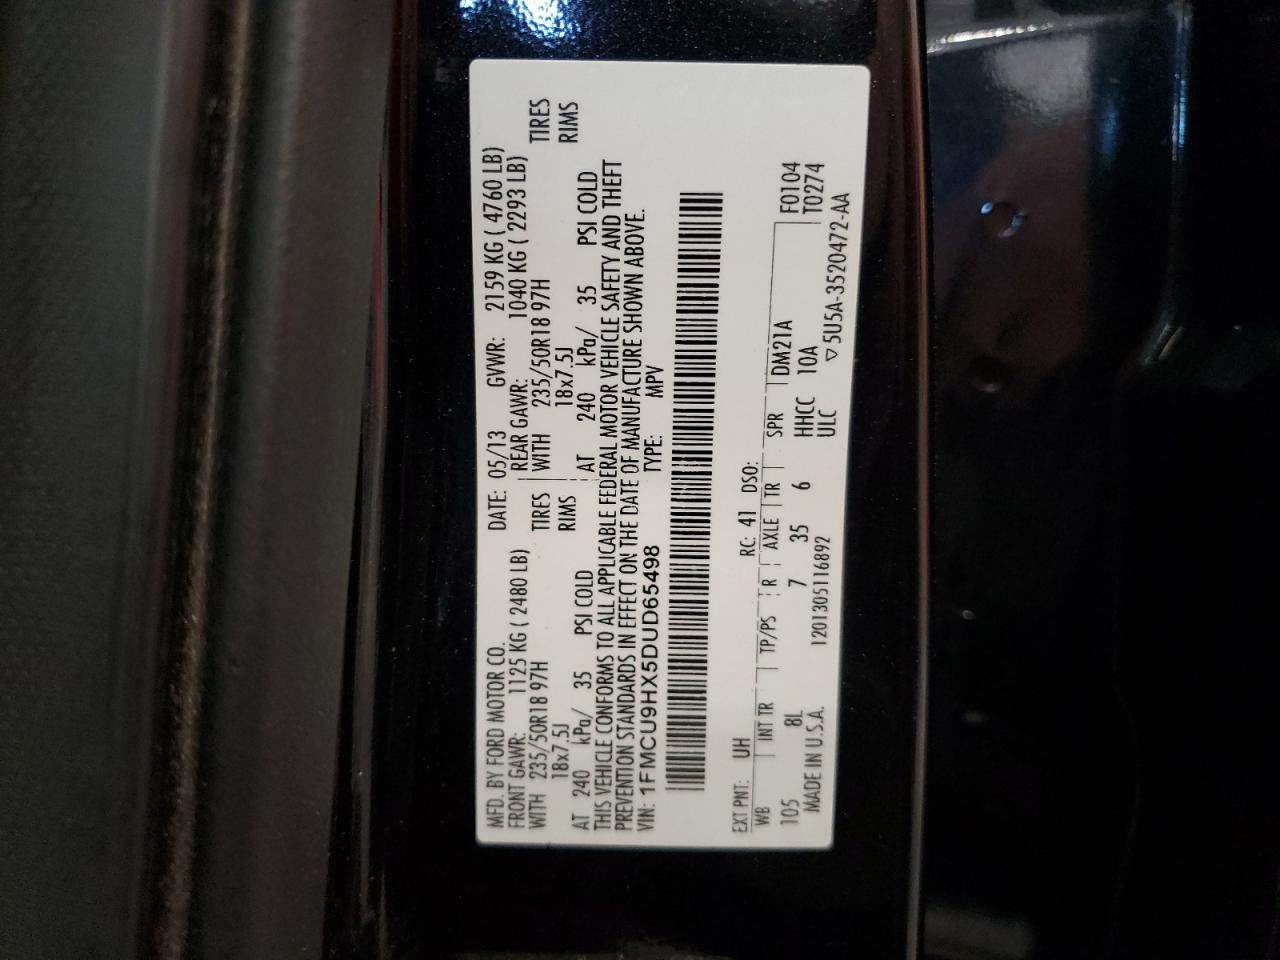 MFD. BY FORD MOTOR CO. DATE: 05/13 GVWR: 2159 KG ( 4760 LB)
FRONT GAWR: 1125 KG ( 2480 LB) REAR GAWR: 1040 KG ( 2293 LB)
WITH 235/50R18 97H TIRES WITH 235/50R18 97H TIRES
18x7.5J RIMS 18x7.5J RIMS
AT 240 kPa/ 35 PSI COLD AT 240 kPa/ 35 PSI COLD
THIS VEHICLE CONFORMS TO ALL APPLICABLE FEDERAL MOTOR VEHICLE SAFETY AND THEFT
PREVENTION STANDARDS IN EFFECT ON THE DATE OF MANUFACTURE SHOWN ABOVE.
VIN: 1FMCU9HX5DUD65498 TYPE: MPV
EXT PNT: UH RC: 41 DSO:
WB INT TR TP/PS R AXLE TR SPR DM21A F0104
105 8L 7 35 6 HHCC 10A T0274
MADE IN U.S.A. 1201305116892 ULC ▽5U5A-3520472-AA